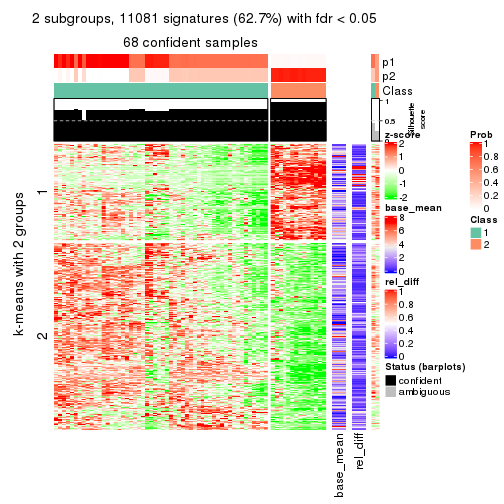 2 subgroups, 11081 signatures (62.7%) with fdr < 0.05
68 confident samples
p1
p2
Class
1
0.5
0
Silhouette
score
k-means with 2 groups
1
2
base_mean
rel_diff
z-score
2
1
0
-1
-2
base_mean
8
6
4
2
0
rel_diff
1
0.8
0.6
0.4
0.2
0
Status (barplots)
confident
ambiguous
Prob
1
0.8
0.6
0.4
0.2
0
Class
1
2